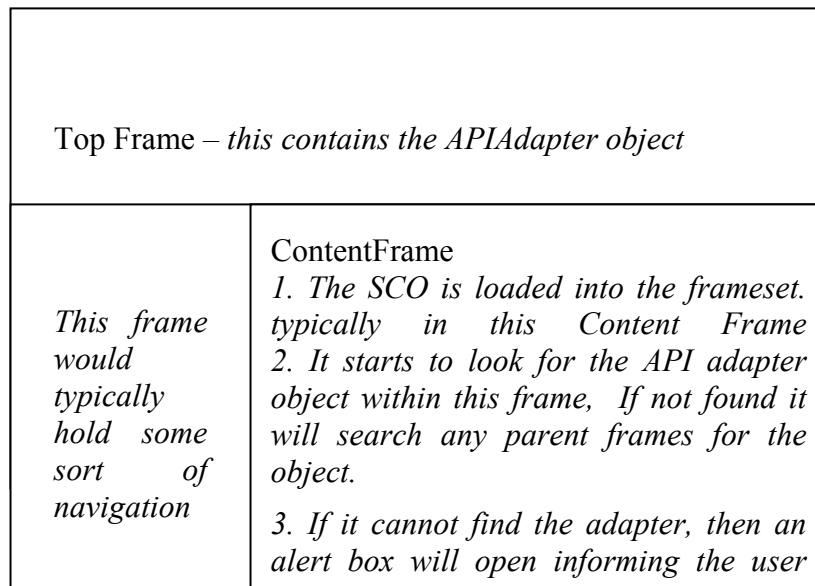 Top Frame – this contains the APIAdapter object
This frame
would
typically
hold some
sort of
navigation
ContentFrame
1. The SCO is loaded into the frameset.
typically in this Content Frame
2. It starts to look for the API adapter
object within this frame, If not found it
will search any parent frames for the
object.
3. If it cannot find the adapter, then an
alert box will open informing the user